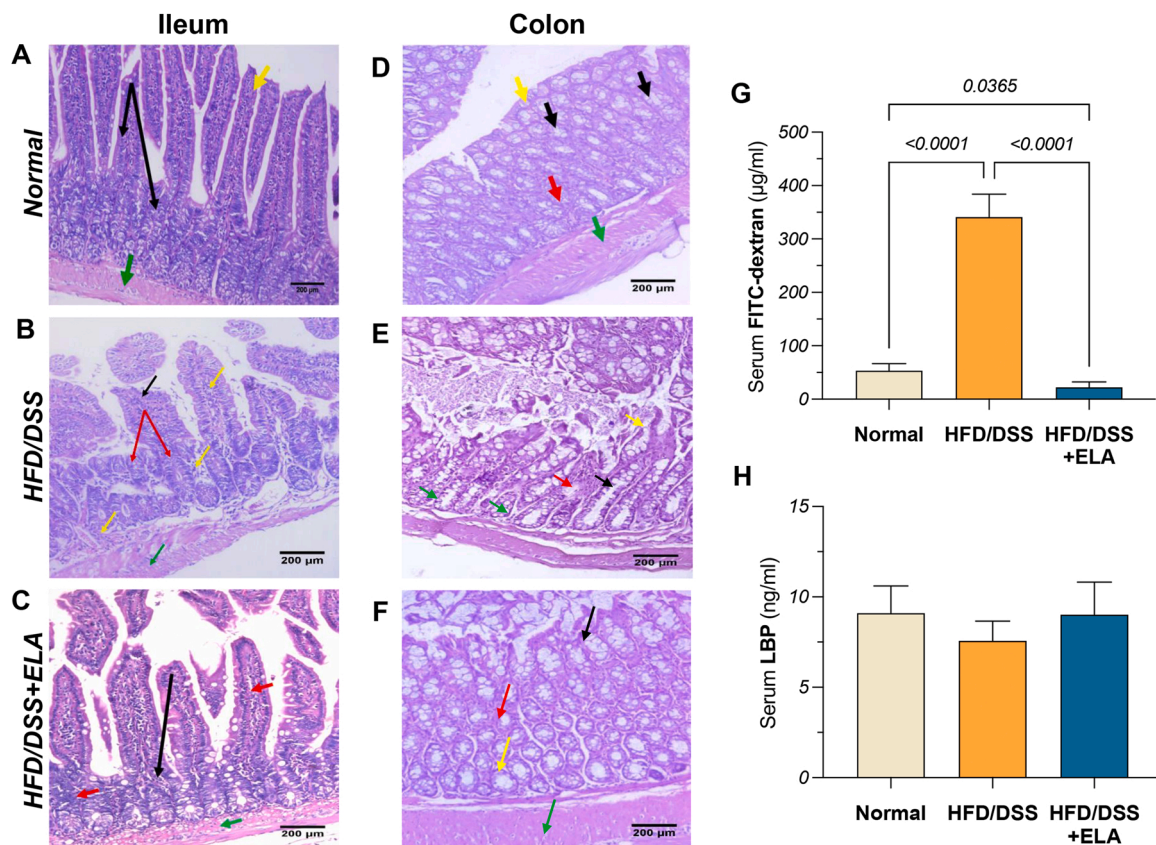 Ileum
Colon
A
Normal
200 µm
D
200 µm
B
HFD/DSS
200 µm
E
200 µm
C
HFD/DSS+ELA
200 µm
F
200 µm
G
0.0365
<0.0001 <0.0001
Serum FITC-dextran (µg/ml)
500
400
300
200
100
0
Normal HFD/DSS HFD/DSS
+ELA
H
Serum LBP (ng/ml)
15
10
5
0
Normal HFD/DSS HFD/DSS
+ELA